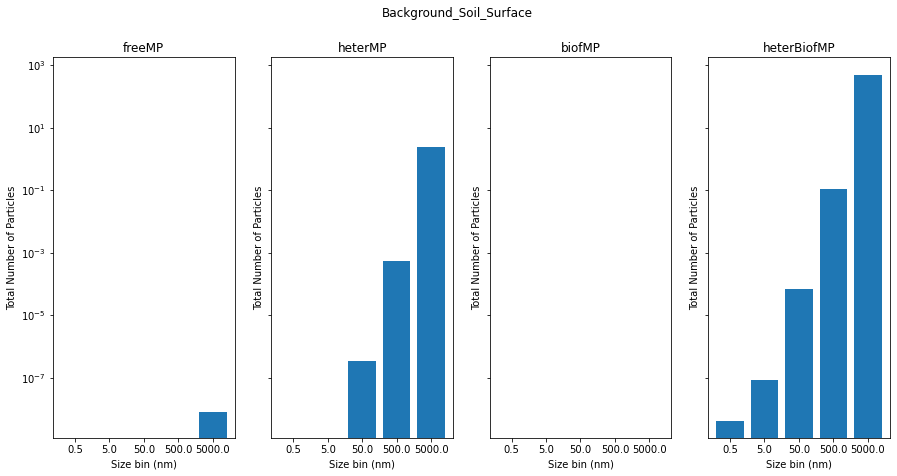 Background_Soil_Surface
freeMP
heterMP
biofMP
heterBiofMP
10³
10¹
10⁻¹
10⁻³
10⁻⁵
10⁻⁷
Total Number of Particles
Total Number of Particles
Total Number of Particles
Total Number of Particles
0.5 5.0 50.0 500.0 5000.0
0.5 5.0 50.0 500.0 5000.0
0.5 5.0 50.0 500.0 5000.0
0.5 5.0 50.0 500.0 5000.0
Size bin (nm)
Size bin (nm)
Size bin (nm)
Size bin (nm)